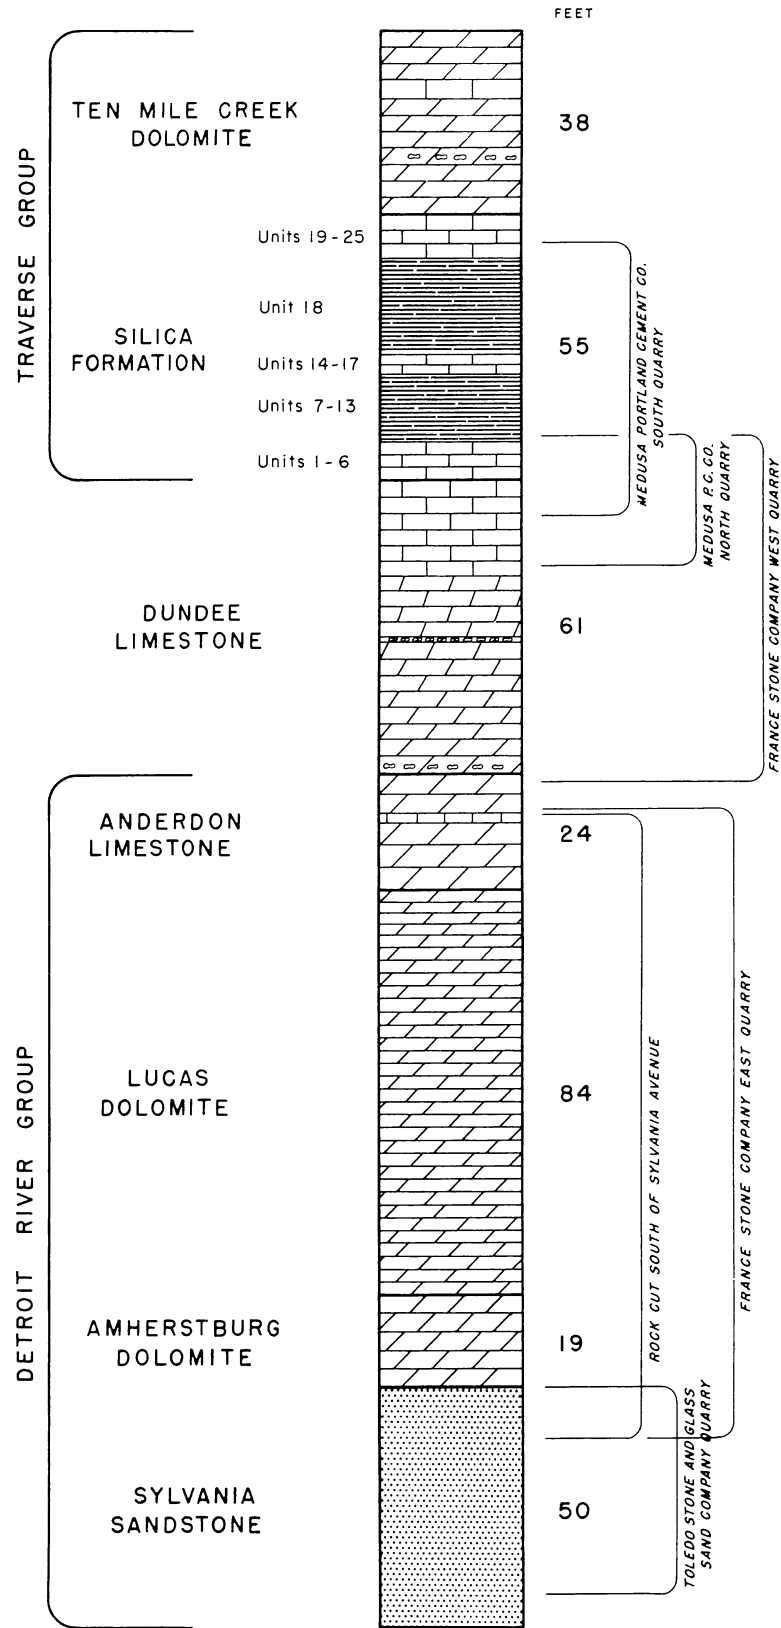 FEET
TRAVERSE GROUP
TEN MILE CREEK
DOLOMITE
38
Units 19-25
Unit 18
SILICA
FORMATION
55
Units 14-17
Units 7-13
Units 1-6
MEDUSA PORTLAND CEMENT CO.
SOUTH QUARRY
MEDUSA P.C. CO.
NORTH QUARRY
FRANCE STONE COMPANY WEST QUARRY
DUNDEE
LIMESTONE
61
DETROIT RIVER GROUP
ANDERDON
LIMESTONE
24
LUCAS
DOLOMITE
84
ROCK CUT SOUTH OF SYLVANIA AVENUE
FRANCE STONE COMPANY EAST QUARRY
AMHERSTBURG
DOLOMITE
19
SYLVANIA
SANDSTONE
50
TOLEDO STONE AND GLASS
SAND COMPANY QUARRY